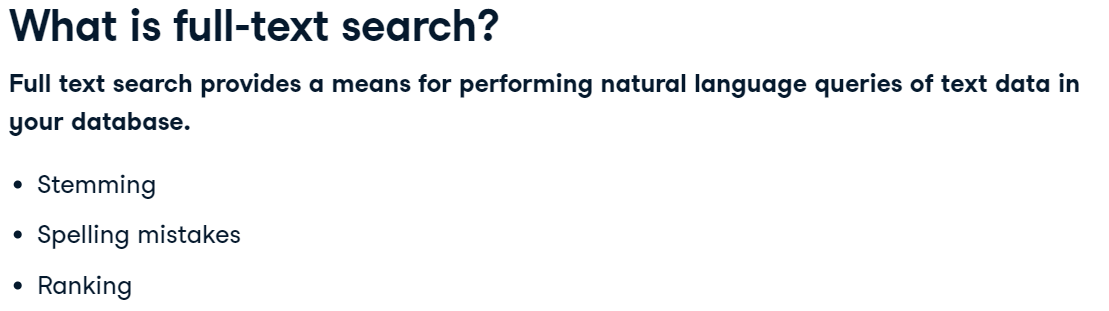 What is full-text search?
Full text search provides a means for performing natural language queries of text data in
your database.
• Stemming
• Spelling mistakes
• Ranking